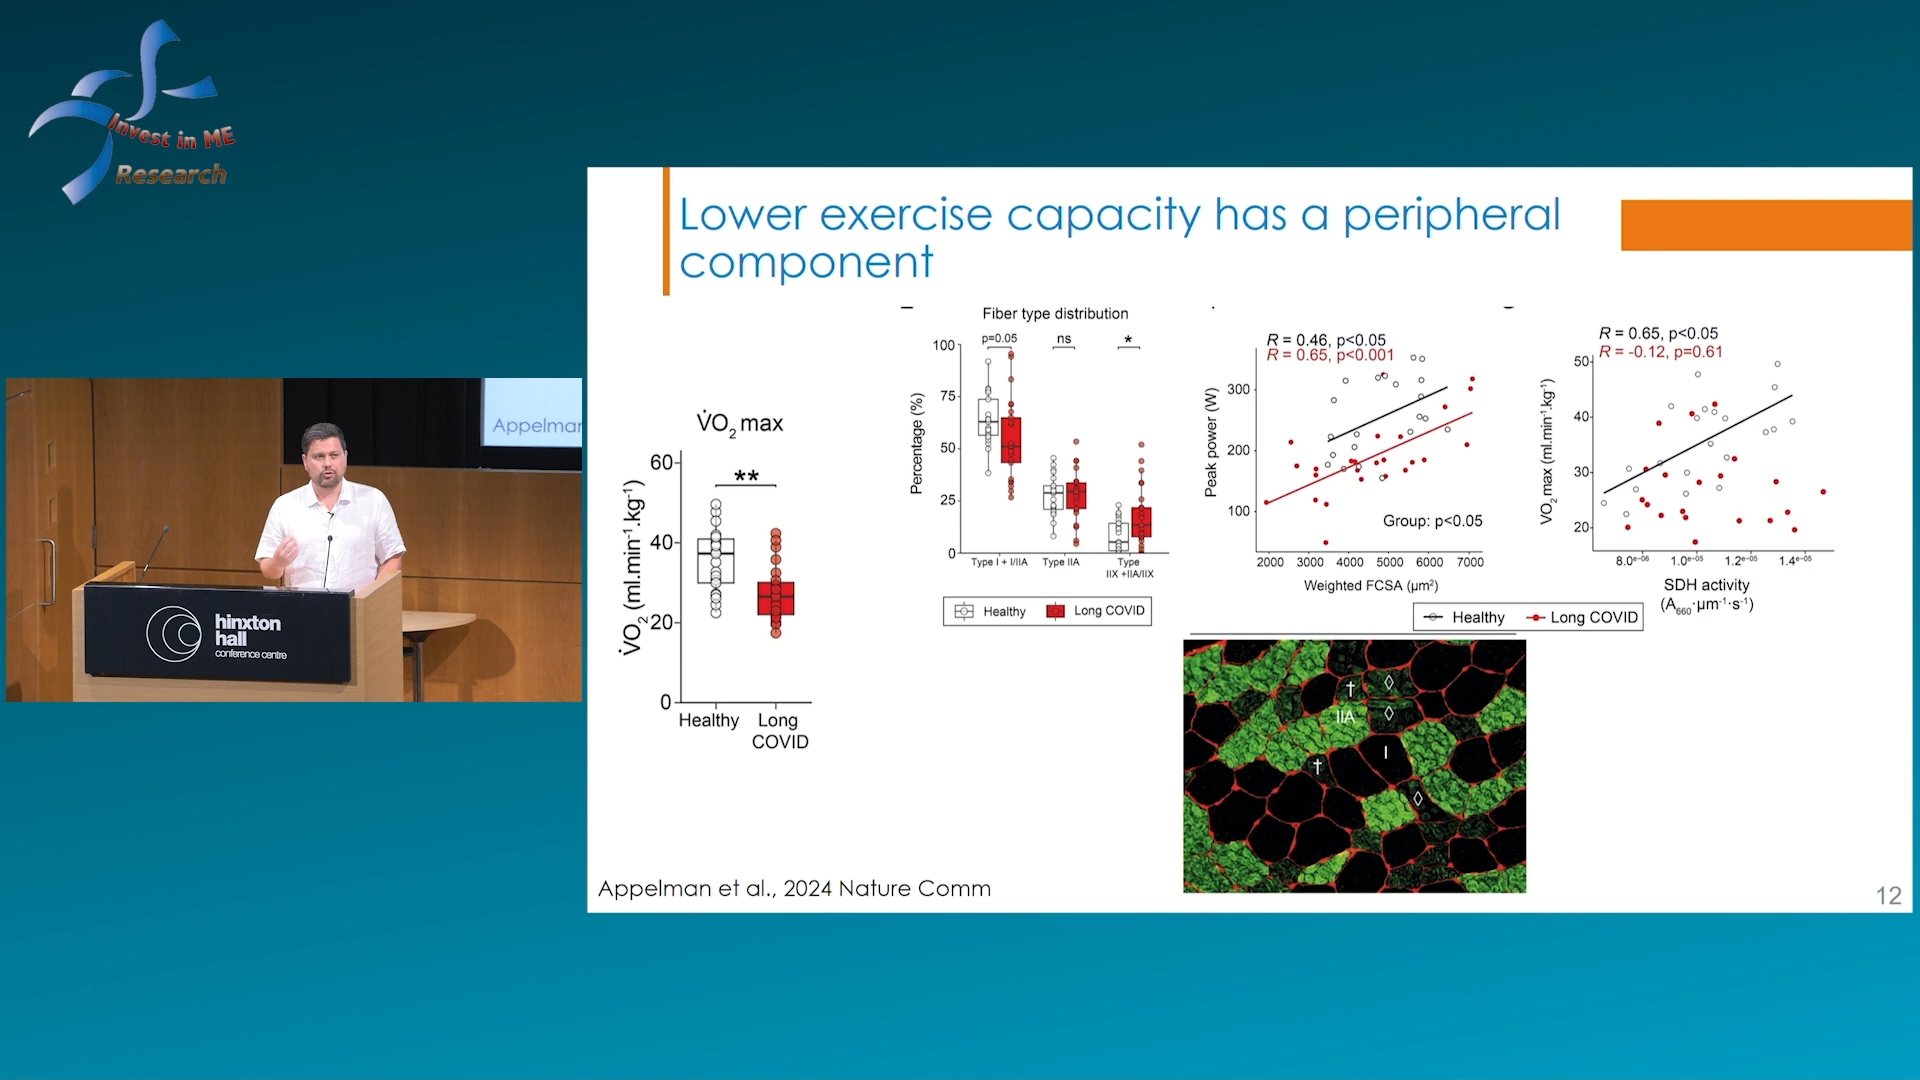 Invest in ME
Research
Appelman
hinxton
hall
conference centre
Lower exercise capacity has a peripheral
component
V̇O2 max
V̇O2 (ml.min-1.kg-1)
60
40
20
0
**
Healthy
Long
COVID
Fiber type distribution
Percentage (%)
100
75
50
25
0
p=0.05
ns
*
Type I + I/IIA
Type IIA
Type
IIX +IIA/IIX
Healthy
Long COVID
R = 0.46, p<0.05
R = 0.65, p<0.001
Peak power (W)
300
200
100
Group: p<0.05
2000 3000 4000 5000 6000 7000
Weighted FCSA (µm²)
R = 0.65, p<0.05
R = -0.12, p=0.61
V̇O2 max (ml.min-1.kg-1)
50
40
30
20
8.0e-06 1.0e-05 1.2e-05 1.4e-05
SDH activity
(A660·µm-1·s-1)
Healthy
Long COVID
†
◊
IIA
◊
I
†
◊
Appelman et al., 2024 Nature Comm
12